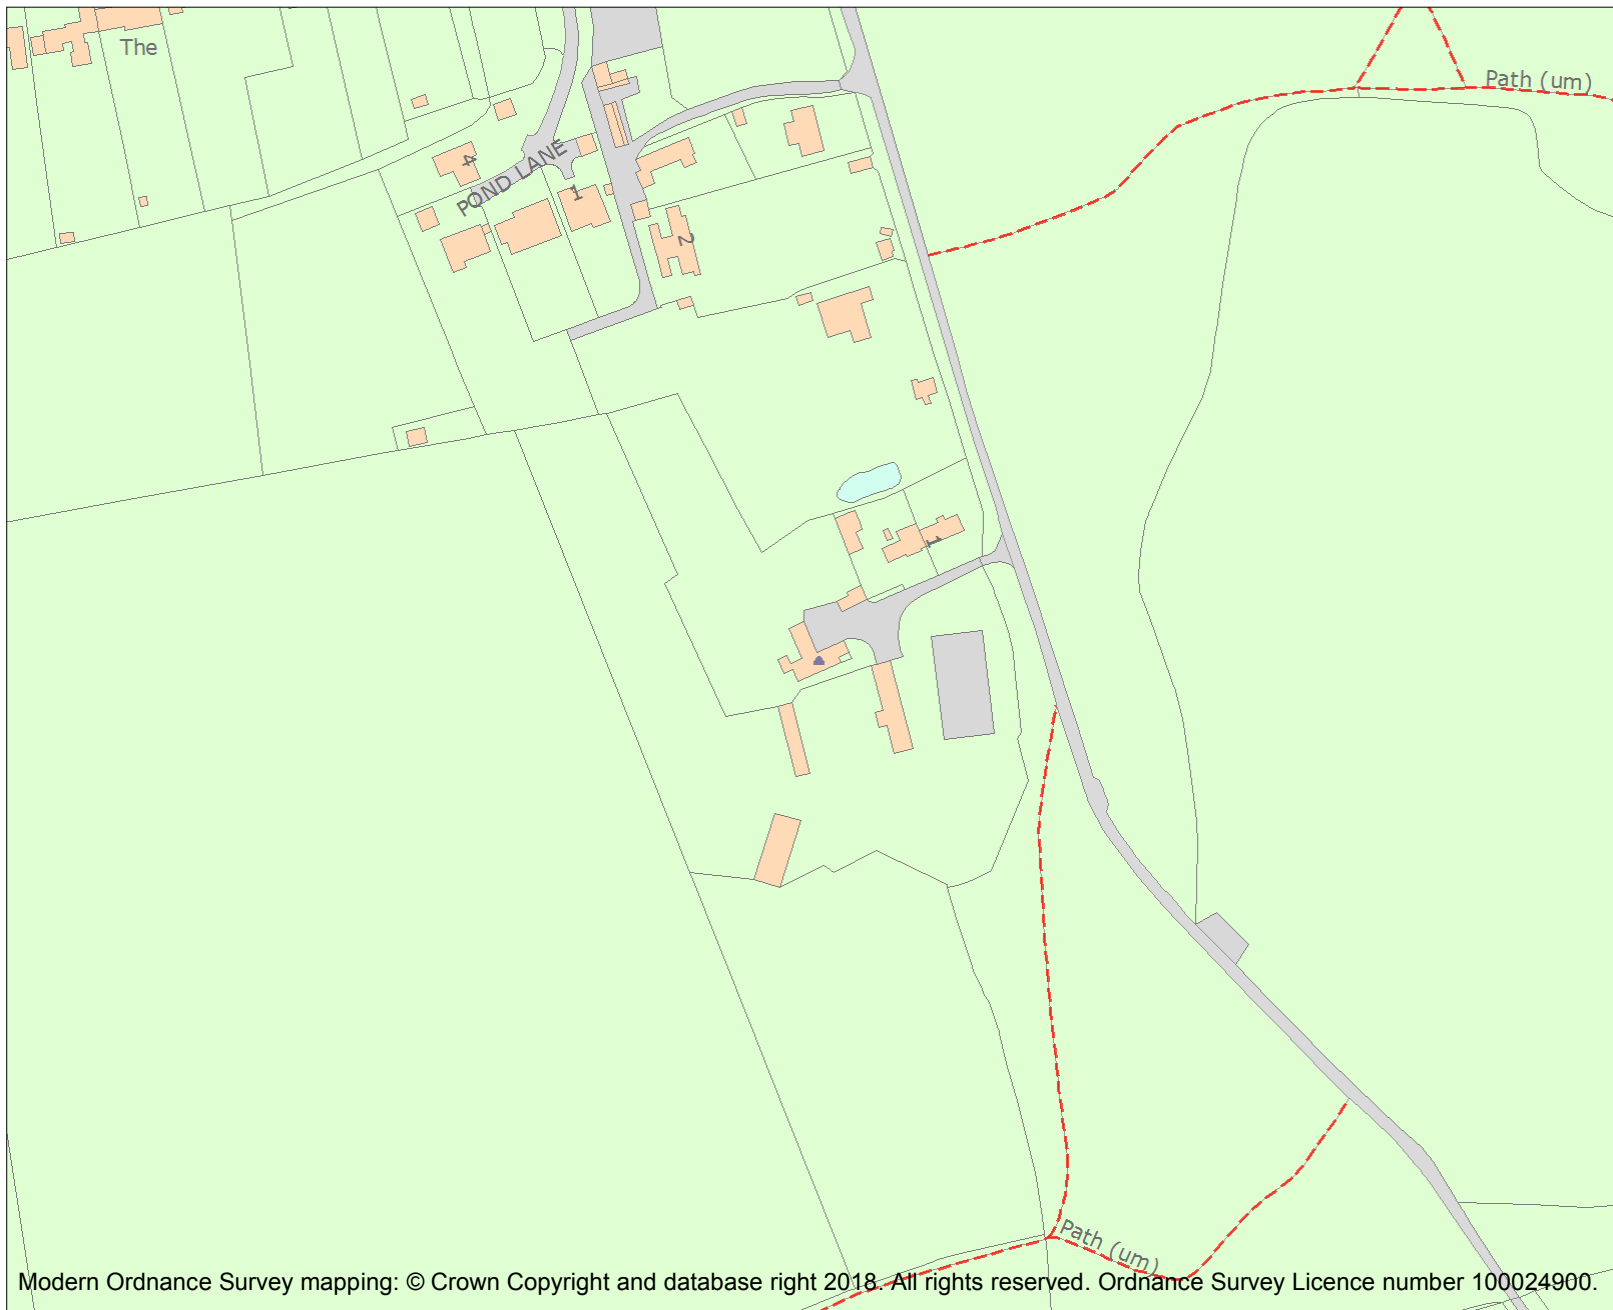 The
Path (um)
4
POND LANE
1
2
1
Path (um)
Modern Ordnance Survey mapping: © Crown Copyright and database right 2018. All rights reserved. Ordnance Survey Licence number 100024900.